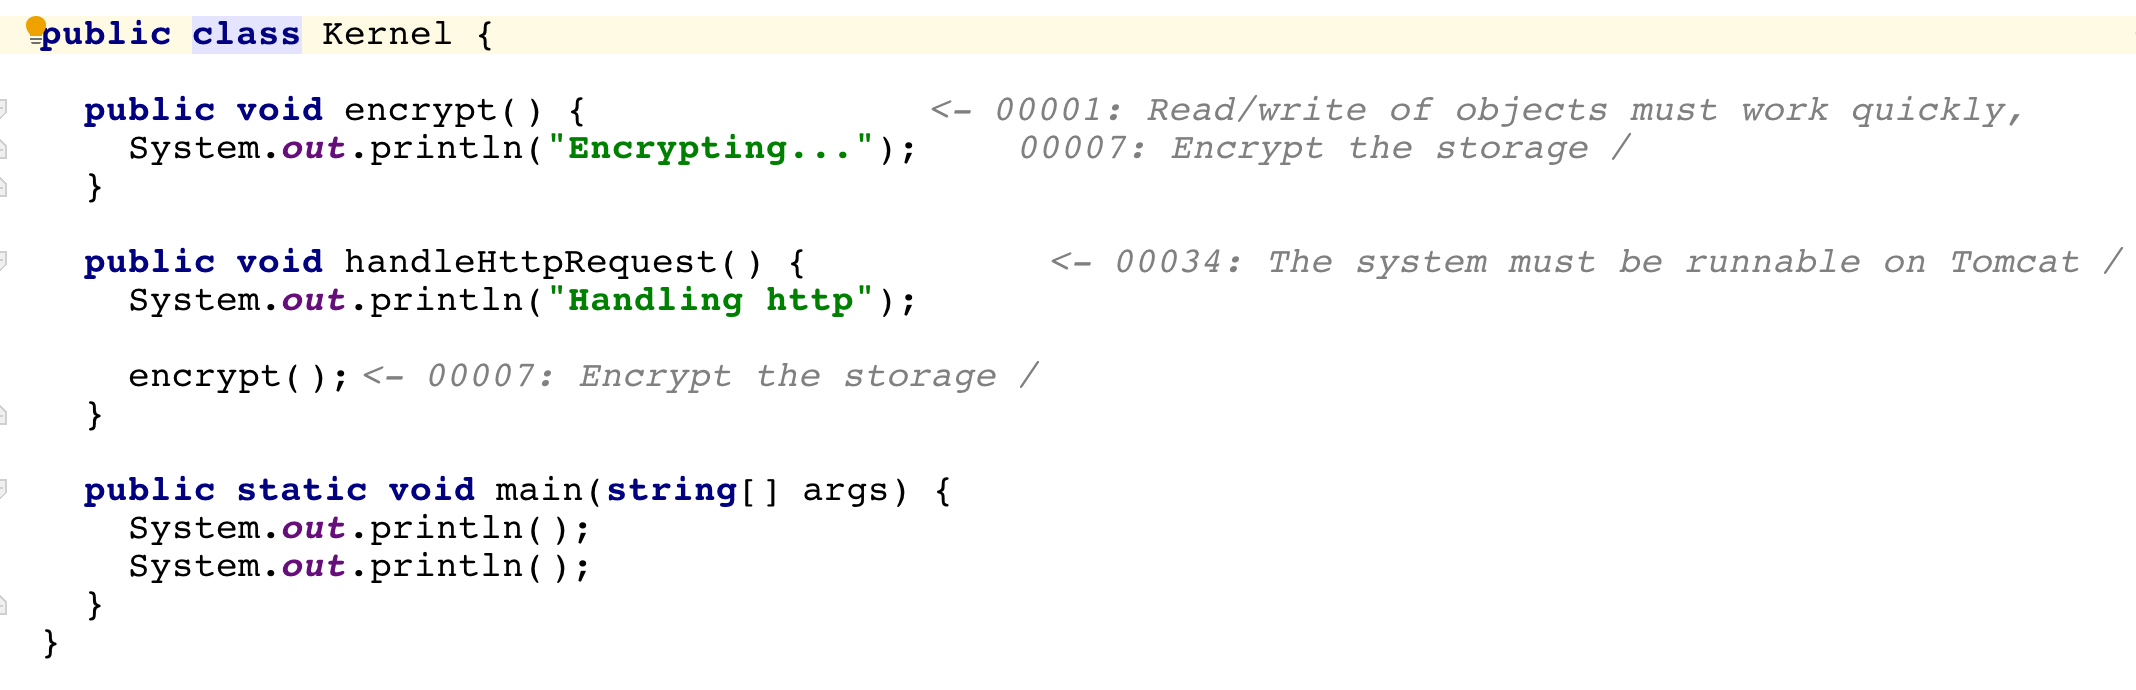 public class Kernel {
public void encrypt() { <- 00001: Read/write of objects must work quickly,
System.out.println("Encrypting..."); 00007: Encrypt the storage /
}
public void handleHttpRequest() { <- 00034: The system must be runnable on Tomcat /
System.out.println("Handling http");
encrypt(); <- 00007: Encrypt the storage /
}
public static void main(string[] args) {
System.out.println();
System.out.println();
}
}